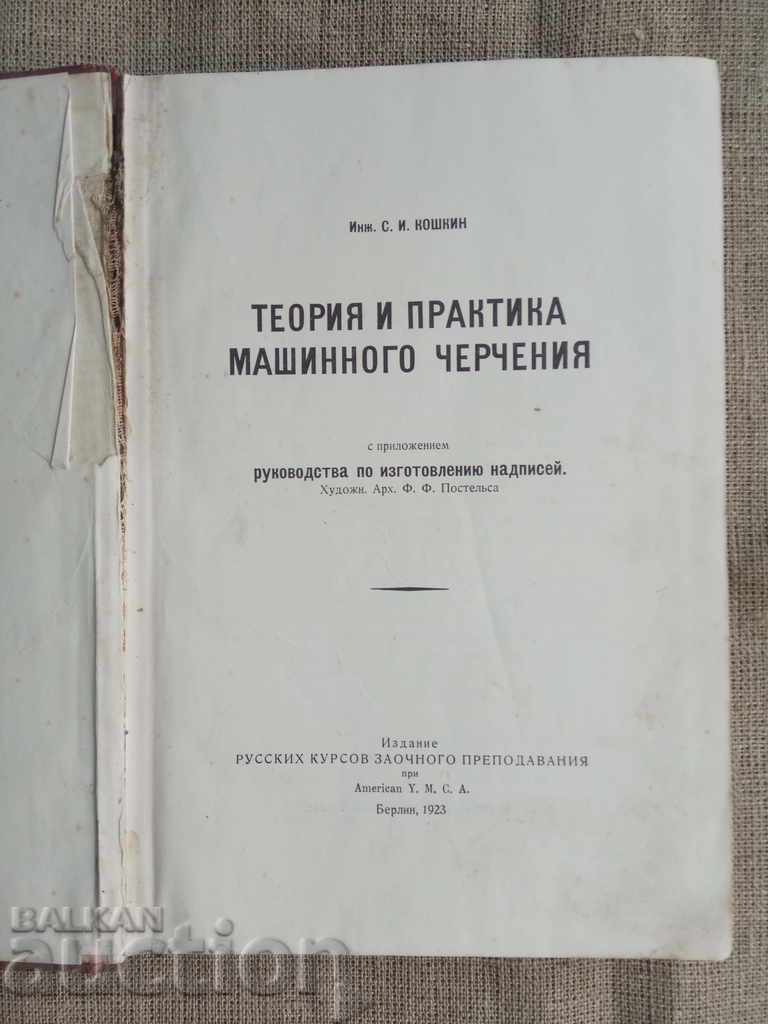 Инж. С. И. КОШКИН
ТЕОРИЯ И ПРАКТИКА
МАШИННОГО ЧЕРЧЕНИЯ
с приложением
руководства по изготовлению надписей.
Художн. Арх. Ф. Ф. Постельса
Издание
РУССКИХ КУРСОВ ЗАОЧНОГО ПРЕПОДАВАНИЯ
при
American Y. M. C. A.
Берлин, 1923
BALKAN
auction